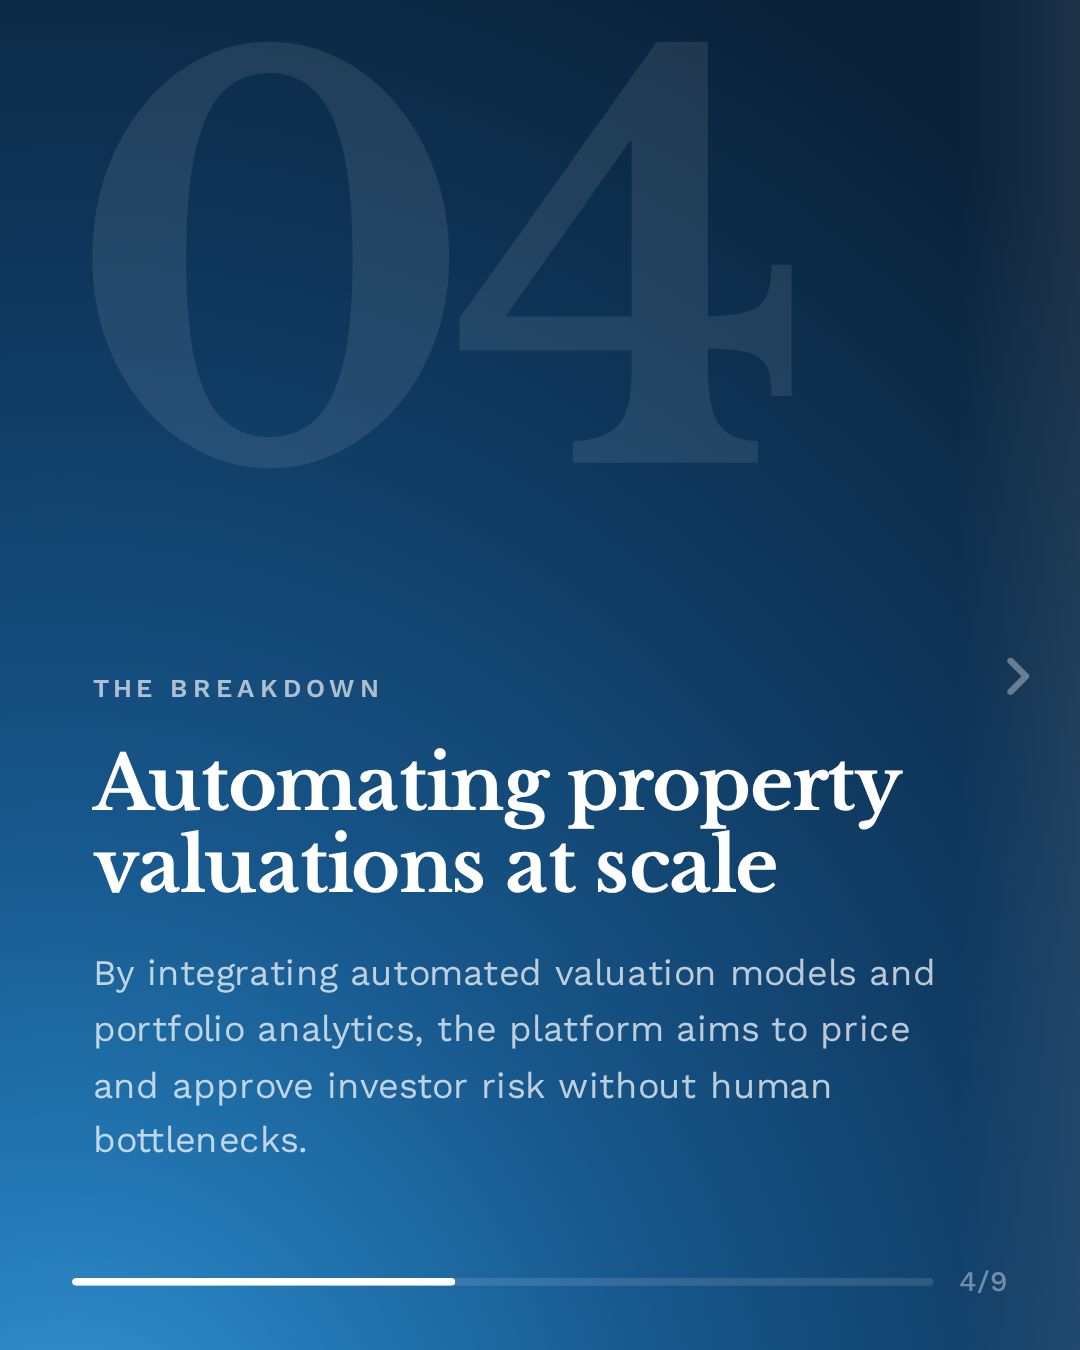 04
THE BREAKDOWN
Automating property
valuations at scale
By integrating automated valuation models and
portfolio analytics, the platform aims to price
and approve investor risk without human
bottlenecks.
4/9